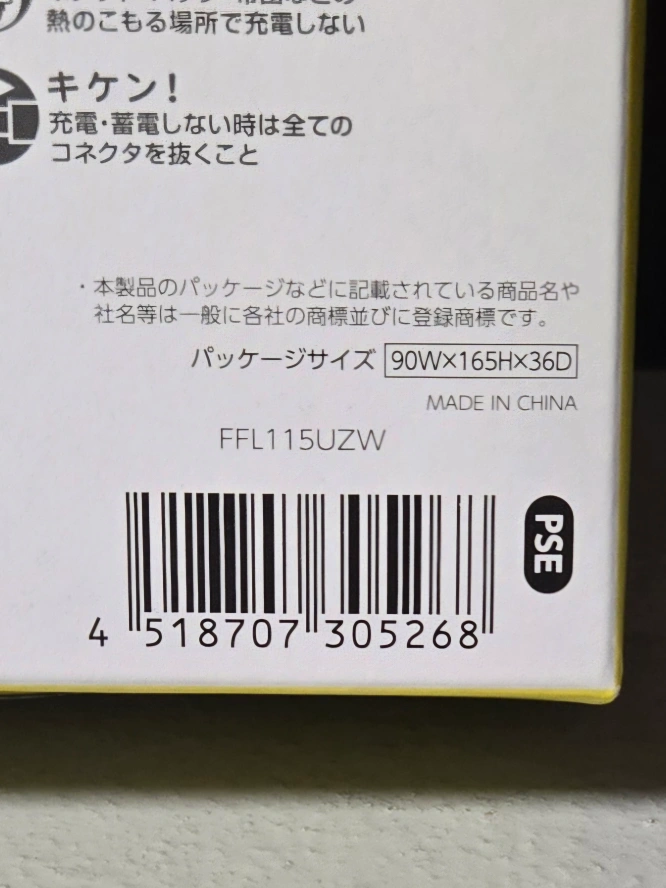 熱のこもる場所で充電しない
キケン!
充電・蓄電しない時は全ての
コネクタを抜くこと
・本製品のパッケージなどに記載されている商品名や
社名等は一般に各社の商標並びに登録商標です。
パッケージサイズ 90W×165H×36D
MADE IN CHINA
FFL115UZW
PSE
4 518707 305268